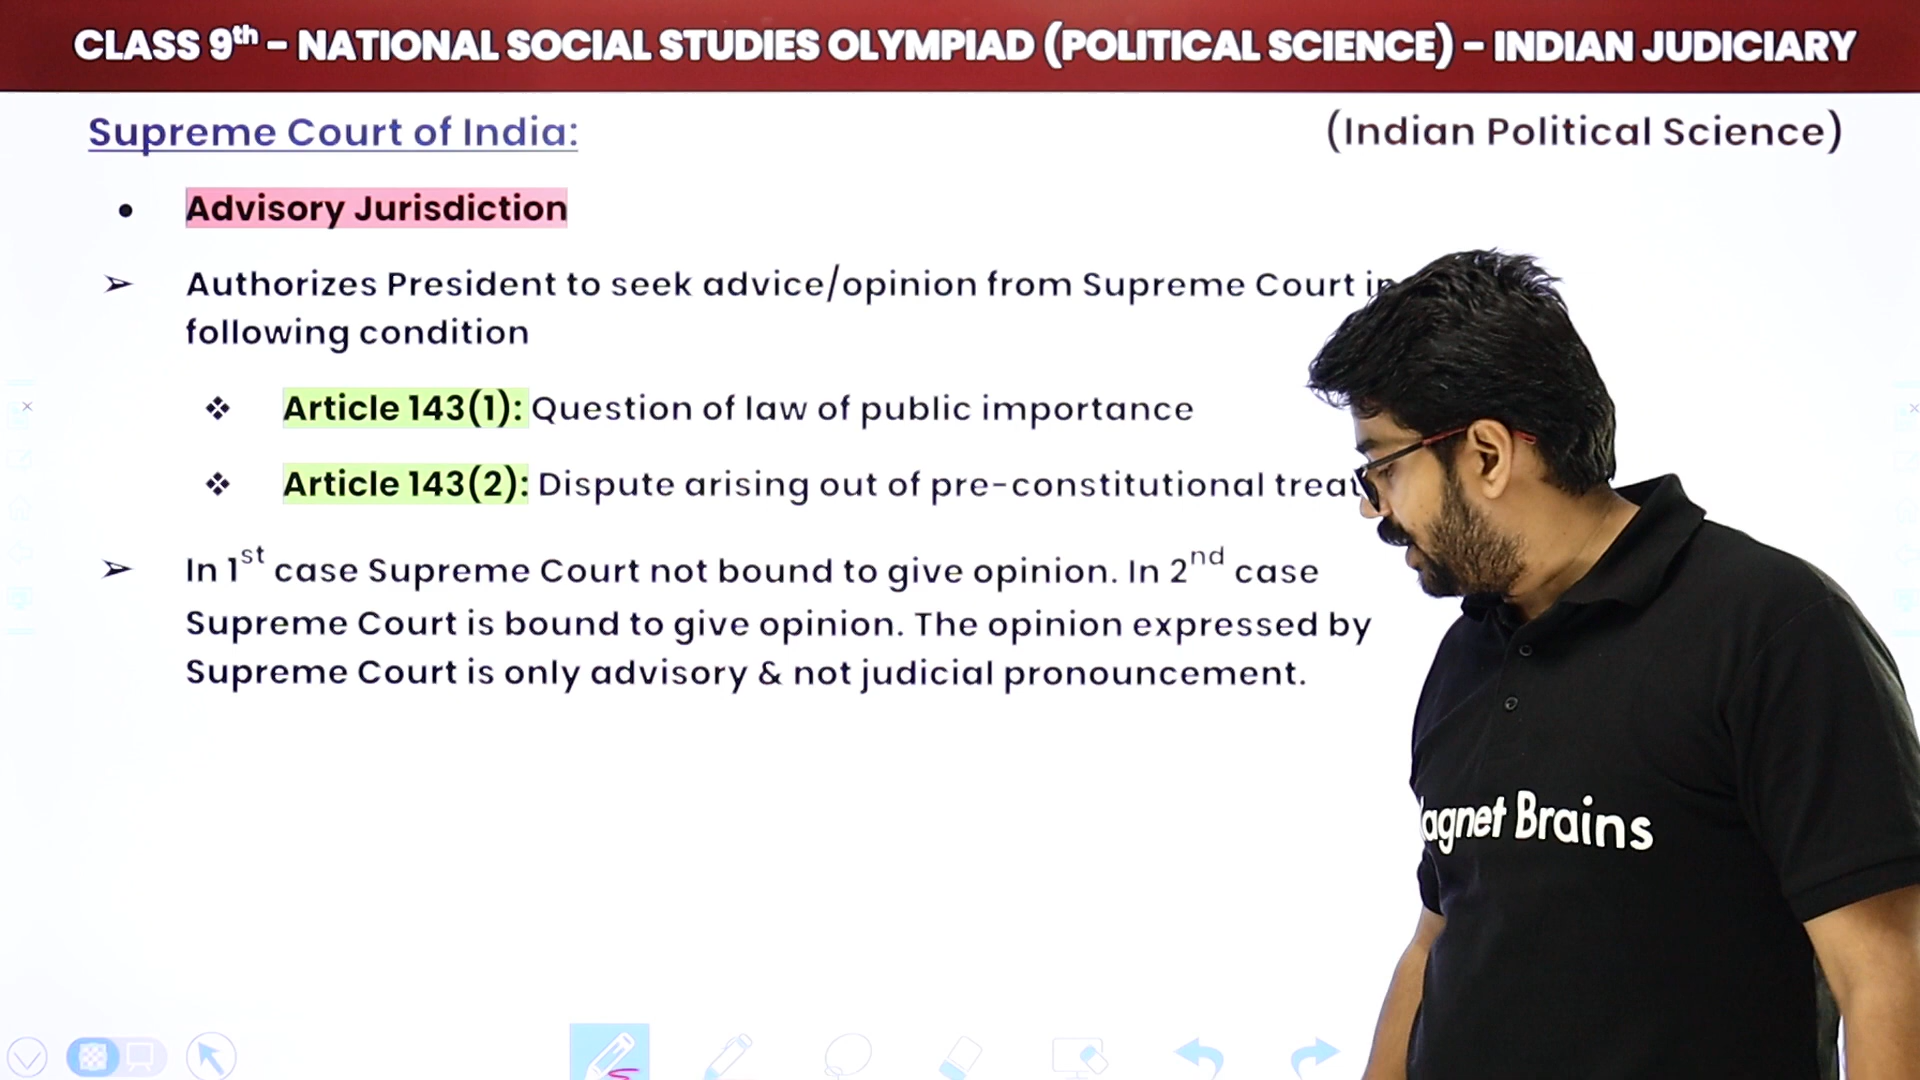 CLASS 9th - NATIONAL SOCIAL STUDIES OLYMPIAD (POLITICAL SCIENCE) - INDIAN JUDICIARY
Supreme Court of India:
(Indian Political Science)
• Advisory Jurisdiction
➢ Authorizes President to seek advice/opinion from Supreme Court in
following condition
❖ Article 143(1): Question of law of public importance
❖ Article 143(2): Dispute arising out of pre-constitutional
➢ In 1st case Supreme Court not bound to give opinion. In 2nd case
Supreme Court is bound to give opinion. The opinion expressed by
Supreme Court is only advisory & not judicial pronouncement.
Brains